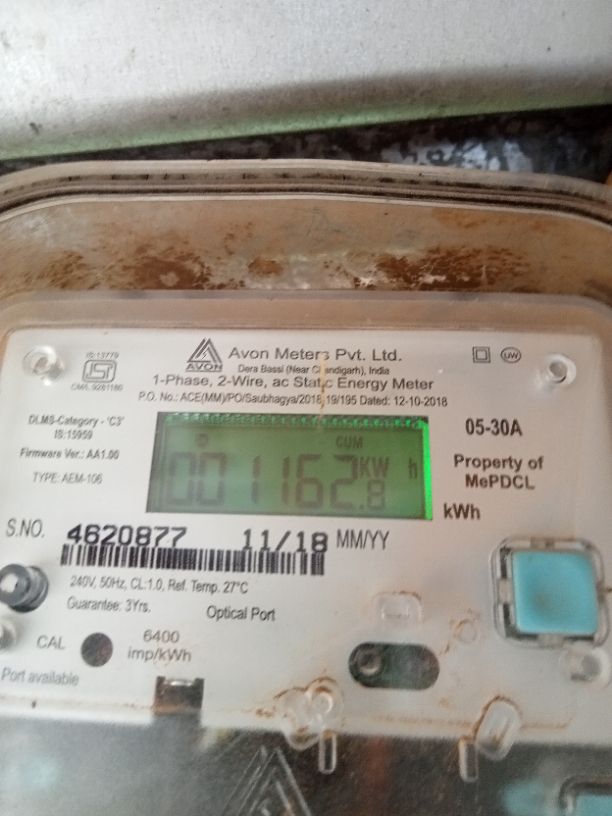 IS:13779
CM/L:9261180
AVON
Avon Meters Pvt. Ltd.
Dera Bassi (Near Chandigarh), India
UW
1-Phase, 2-Wire, ac Static Energy Meter
P.O. No.: ACE(MM)/PO/Saubhagya/2018 19/195 Dated: 12-10-2018
DLMS-Category - 'C3'
IS:15959
Firmware Ver.: AA1.00
TYPE: AEM-106
CUM
001162.8 KW h
05-30A
Property of
MePDCL
kWh
S.NO. 4620877 11/18 MM/YY
240V, 50Hz, CL:1.0, Ref. Temp. 27°C
Guarantee: 3Yrs.
Optical Port
CAL
6400
imp/kWh
Port available